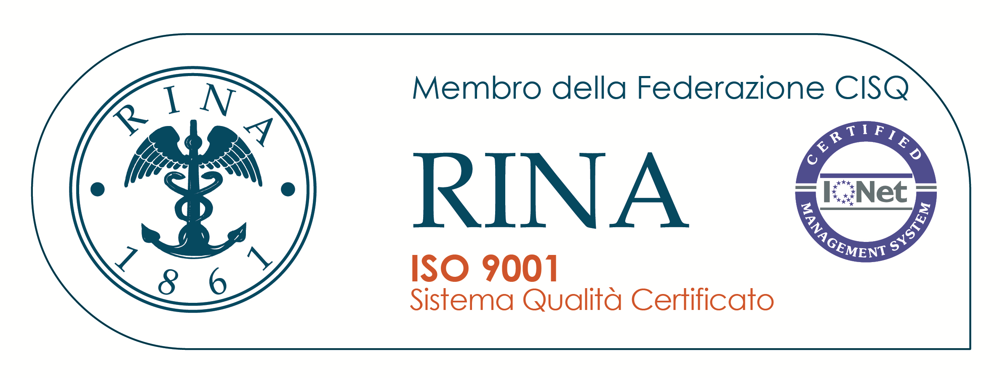 RINA
1861
Membro della Federazione CISQ
RINA
ISO 9001
Sistema Qualità Certificato
CERTIFIED
IQNet
MANAGEMENT SYSTEM